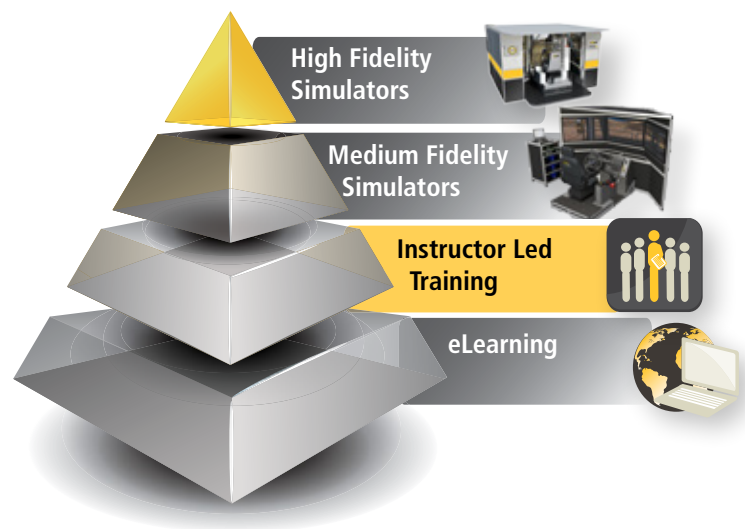 High Fidelity
Simulators
Medium Fidelity
Simulators
Instructor Led
Training
eLearning